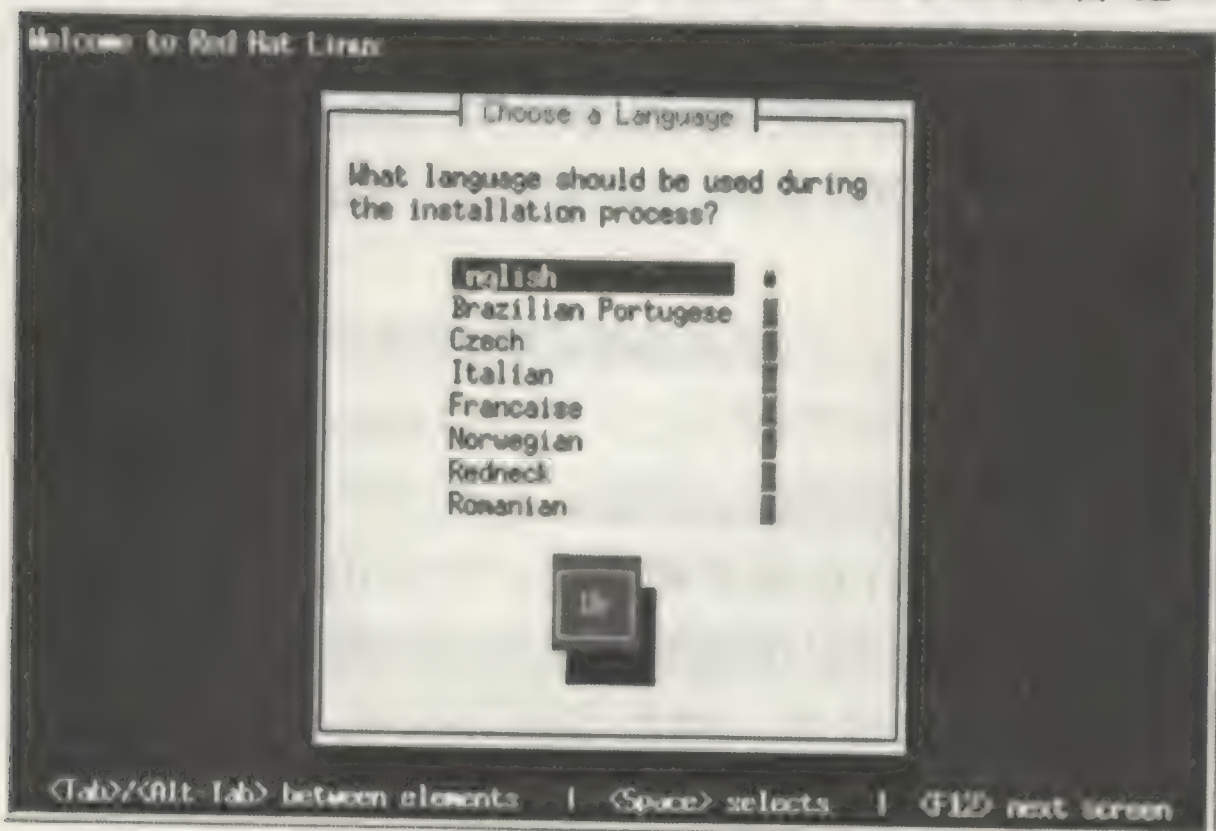 Welcome to Red Hat Linux
Choose a Language
What language should be used during
the installation process?
English
Brazilian Portugese
Czech
Italian
Francaise
Norwegian
Redneck
Romanian
<Tab>/<Alt-Tab> between elements | <Space> selects | <F12> next screen